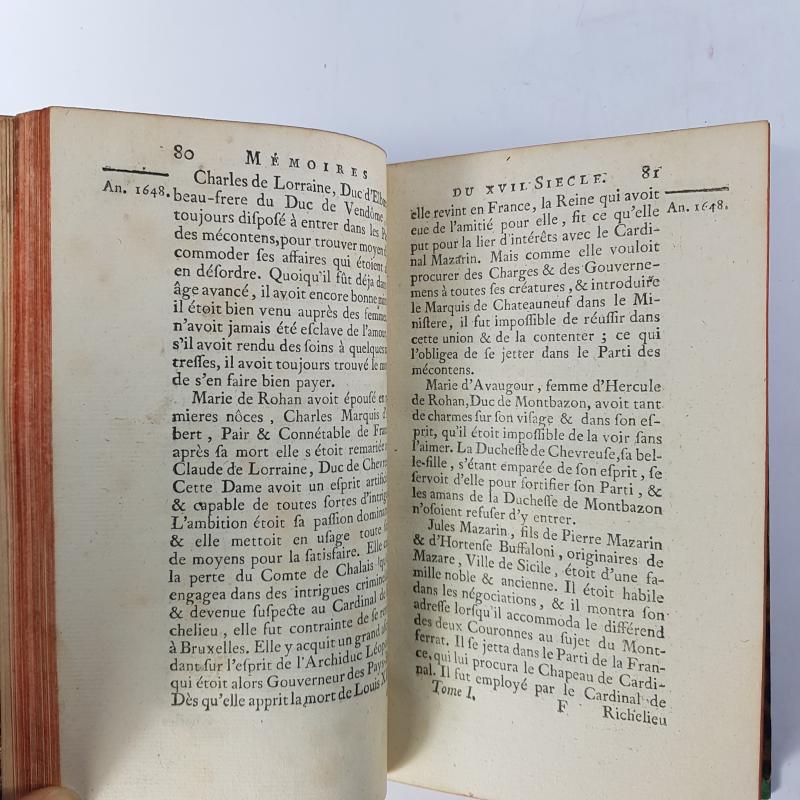 80 MÉMOIRES
An. 1648.
Charles de Lorraine, Duc d'Elb
beau-frere du Duc de Vendôme
toujours diſpoſé à entrer dans les
des mécontens, pour trouver moyen
commoder ſes affaires qui étoient
en déſordre. Quoiqu'il fût déja dan
âge avancé, il avoit encore bonne
il étoit bien venu auprès des femme
n'avoit jamais été eſclave de l'amou
s'il avoit rendu des ſoins à quelques
treſſes, il avoit toujours trouvé le
de s'en faire bien payer.
Marie de Rohan avoit épouſé en
mieres nôces, Charles Marquis d
bert, Pair & Connétable de Fran
après ſa mort elle s'étoit remariée
Claude de Lorraine, Duc de Chevre
Cette Dame avoit un eſprit artifici
& capable de toutes ſortes d'intrig
L'ambition étoit ſa paſſion dominan
& elle mettoit en uſage toute
de moyens pour la ſatisfaire. Elle
la perte du Comte de Chalais
engagea dans des intrigues crimine
& devenue ſuſpecte au Cardinal de
chelieu, elle fut contrainte de ſe
à Bruxelles. Elle y acquit un grand
dant ſur l'eſprit de l'Archiduc Léop
qui étoit alors Gouverneur des Pays-
Dès qu'elle apprit la mort de Louis X
DU XVII. SIECLE. 81
An. 1648.
elle revint en France, la Reine qui avoit
eue de l'amitié pour elle, fit ce qu'elle
put pour la lier d'intérêts avec le Cardi-
nal Mazarin. Mais comme elle vouloit
procurer des Charges & des Gouverne-
mens à toutes ſes créatures, & introduire
le Marquis de Chateauneuf dans le Mi-
niſtere, il fut impoſſible de réuſſir dans
cette union & de la contenter ; ce qui
l'obligea de ſe jetter dans le Parti des
mécontens.
Marie d'Avaugour, femme d'Hercule
de Rohan, Duc de Montbazon, avoit tant
de charmes ſur ſon viſage & dans ſon eſ-
prit, qu'il étoit impoſſible de la voir ſans
l'aimer. La Ducheſſe de Chevreuſe, ſa bel-
le-fille, s'étant emparée de ſon eſprit, ſe
ſervoit d'elle pour fortifier ſon Parti, &
les amans de la Ducheſſe de Montbazon
n'oſoient refuſer d'y entrer.
Jules Mazarin, fils de Pierre Mazarin
& d'Hortenſe Buffaloni, originaires de
Mazare, Ville de Sicile, étoit d'une fa-
mille noble & ancienne. Il étoit habile
dans les négociations, & il montra ſon
adreſſe lorſqu'il accommoda le différend
des deux Couronnes au ſujet du Mont-
ferrat. Il ſe jetta dans le Parti de la Fran-
ce, qui lui procura le Chapeau de Cardi-
nal. Il fut employé par le Cardinal de
Tome I. F Richelieu